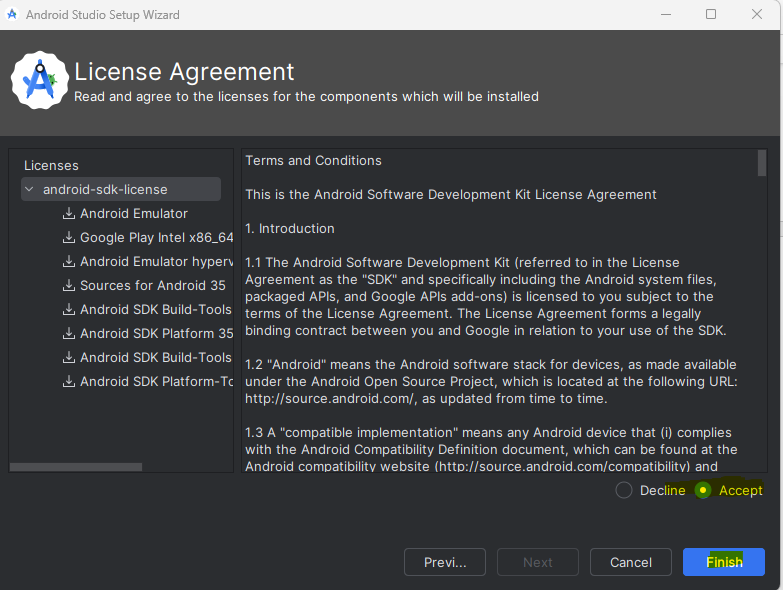 Android Studio Setup Wizard
License Agreement
Read and agree to the licenses for the components which will be installed
Licenses
android-sdk-license
Android Emulator
Google Play Intel x86_64
Android Emulator hyperv
Sources for Android 35
Android SDK Build-Tools
Android SDK Platform 35
Android SDK Build-Tools
Android SDK Platform-To
Terms and Conditions
This is the Android Software Development Kit License Agreement
1. Introduction
1.1 The Android Software Development Kit (referred to in the License
Agreement as the "SDK" and specifically including the Android system files,
packaged APIs, and Google APIs add-ons) is licensed to you subject to the
terms of the License Agreement. The License Agreement forms a legally
binding contract between you and Google in relation to your use of the SDK.
1.2 "Android" means the Android software stack for devices, as made available
under the Android Open Source Project, which is located at the following URL:
http://source.android.com/, as updated from time to time.
1.3 A "compatible implementation" means any Android device that (i) complies
with the Android Compatibility Definition document, which can be found at the
Android compatibility website (http://source.android.com/compatibility) and
Decline Accept
Previ... Next Cancel Finish